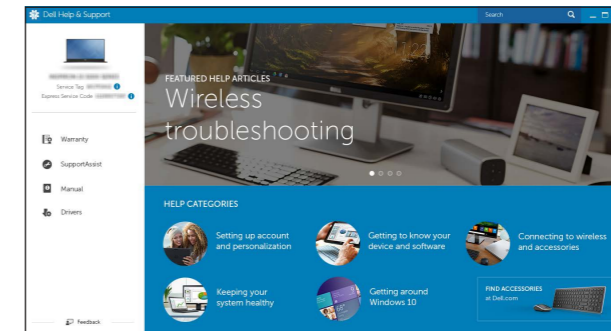 Dell Help & Support
Search
Service Tag:
Express Service Code:
Warranty
SupportAssist
Manual
Drivers
Feedback
FEATURED HELP ARTICLES
Wireless
troubleshooting
HELP CATEGORIES
Setting up account
and personalization
Getting to know your
device and software
Connecting to wireless
and accessories
Keeping your
system healthy
Getting around
Windows 10
FIND ACCESSORIES
at Dell.com